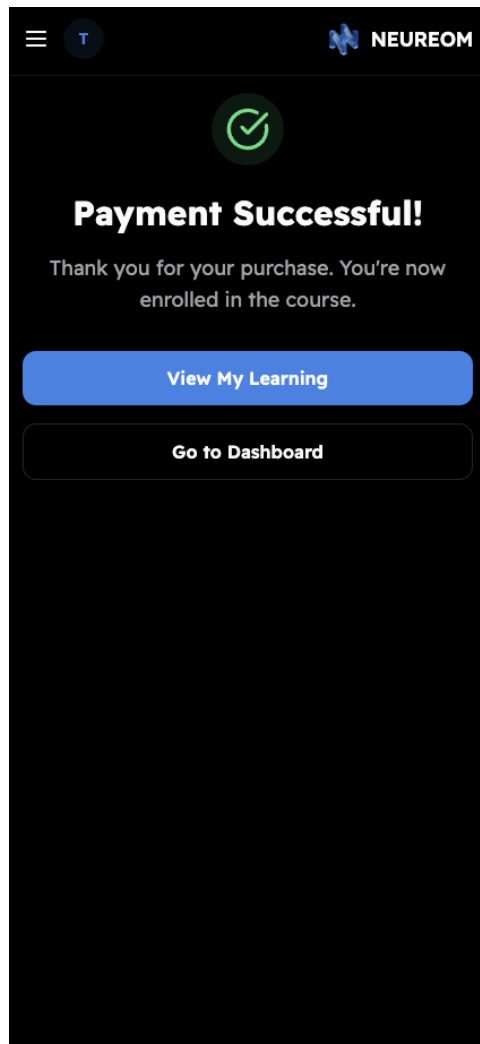 T
NEUREOM
Payment Successful!
Thank you for your purchase. You're now
enrolled in the course.
View My Learning
Go to Dashboard